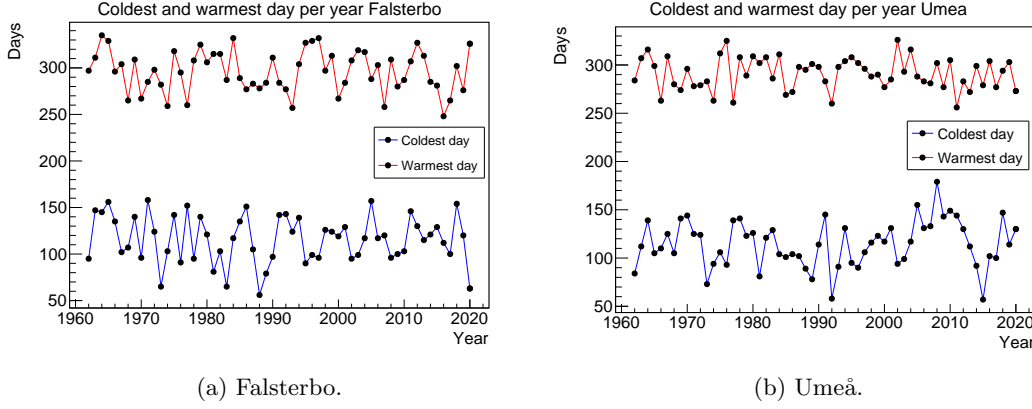 Coldest and warmest day per year Falsterbo
Days
300
250
200
150
100
50
1960 1970 1980 1990 2000 2010 2020
Year
Coldest day
Warmest day
(a) Falsterbo.
Coldest and warmest day per year Umea
Days
300
250
200
150
100
50
1960 1970 1980 1990 2000 2010 2020
Year
Coldest day
Warmest day
(b) Umeå.